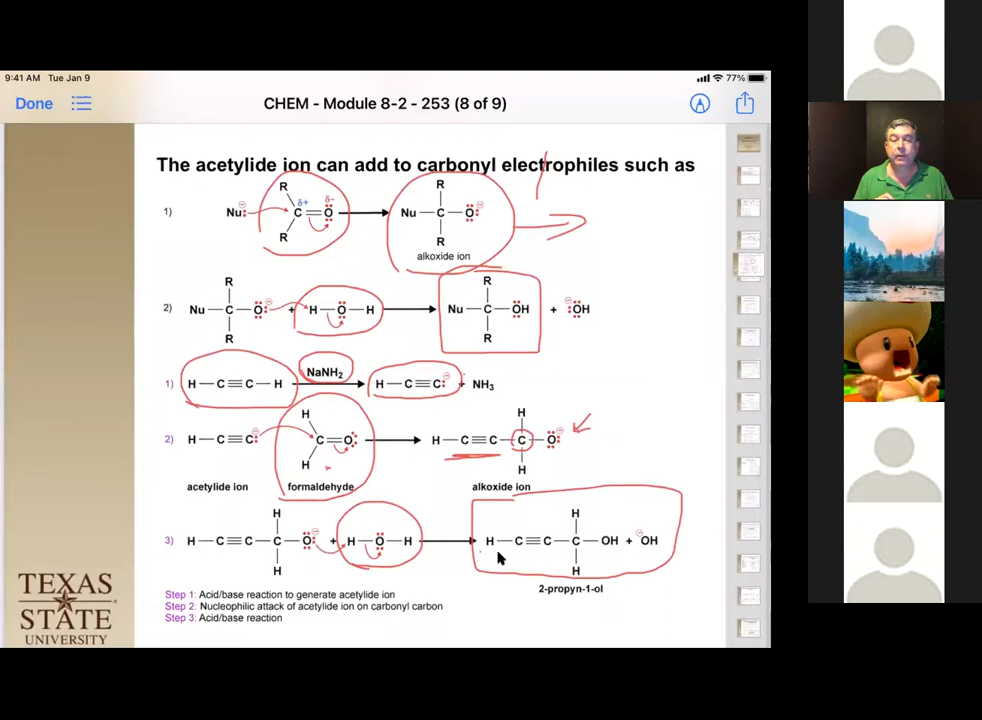 9:41 AM Tue Jan 9
77%
Done
CHEM - Module 8-2 - 253 (8 of 9)
The acetylide ion can add to carbonyl electrophiles such as
1) Nu:⊖ R R C δ+ = O δ− Nu — C — O:⊖ R R
alkoxide ion
2) Nu — C — O:⊖ R R + H — O — H Nu — C — OH R R + ⊖:OH
1) H — C ≡ C — H NaNH₂ H — C ≡ C:⊖ + NH₃
2) H — C ≡ C:⊖ H H C = O H — C ≡ C — C — O:⊖ H H
acetylide ion formaldehyde alkoxide ion
3) H — C ≡ C — C — O:⊖ H H + H — O — H H — C ≡ C — C — OH H H + ⊖OH
2-propyn-1-ol
Step 1: Acid/base reaction to generate acetylide ion
Step 2: Nucleophilic attack of acetylide ion on carbonyl carbon
Step 3: Acid/base reaction
TEXAS
STATE
UNIVERSITY